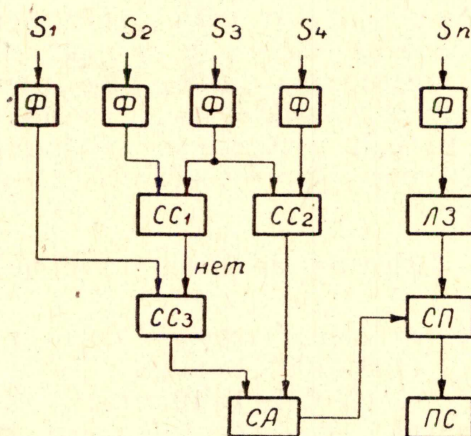 S1 S2 S3 S4 Sn
Ф Ф Ф Ф Ф
СС1 СС2 ЛЗ
нет
СС3 СП
СА ПС